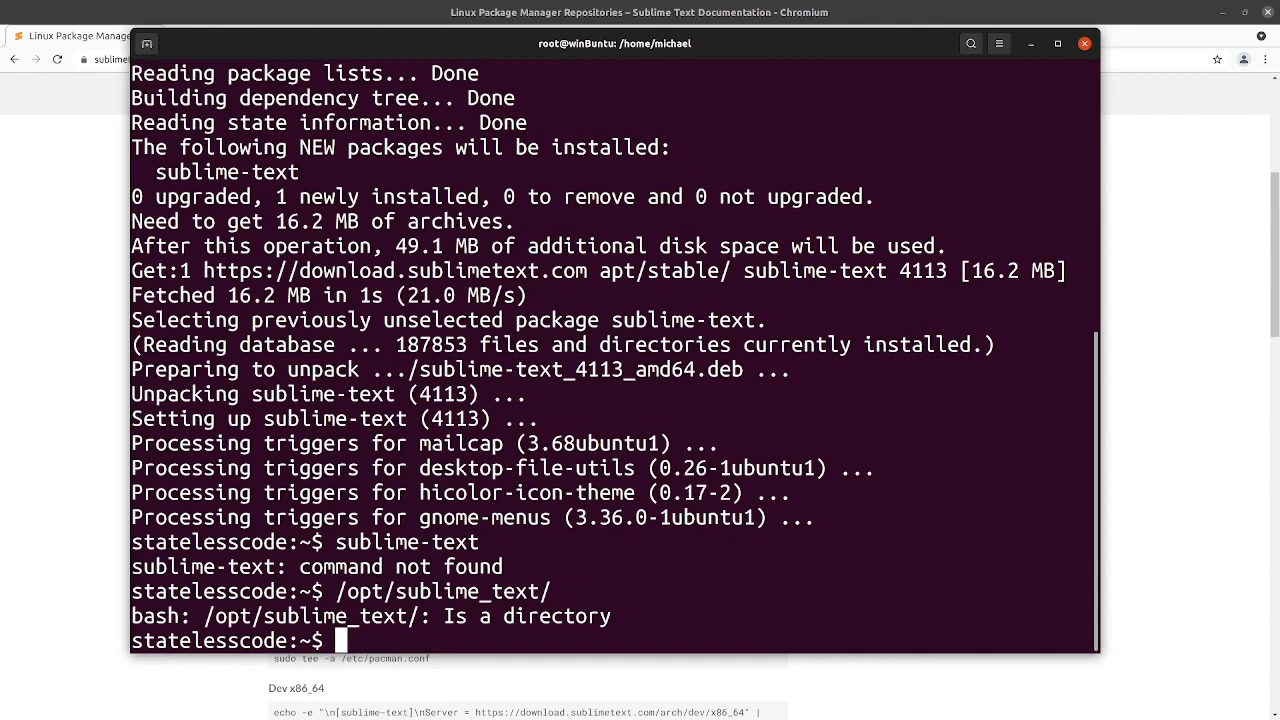 Linux Package Manager Repositories – Sublime Text Documentation - Chromium
Linux Package Manag
sublimet
root@winBuntu: /home/michael
Reading package lists... Done
Building dependency tree... Done
Reading state information... Done
The following NEW packages will be installed:
sublime-text
0 upgraded, 1 newly installed, 0 to remove and 0 not upgraded.
Need to get 16.2 MB of archives.
After this operation, 49.1 MB of additional disk space will be used.
Get:1 https://download.sublimetext.com apt/stable/ sublime-text 4113 [16.2 MB]
Fetched 16.2 MB in 1s (21.0 MB/s)
Selecting previously unselected package sublime-text.
(Reading database ... 187853 files and directories currently installed.)
Preparing to unpack .../sublime-text_4113_amd64.deb ...
Unpacking sublime-text (4113) ...
Setting up sublime-text (4113) ...
Processing triggers for mailcap (3.68ubuntu1) ...
Processing triggers for desktop-file-utils (0.26-1ubuntu1) ...
Processing triggers for hicolor-icon-theme (0.17-2) ...
Processing triggers for gnome-menus (3.36.0-1ubuntu1) ...
statelesscode:~$ sublime-text
sublime-text: command not found
statelesscode:~$ /opt/sublime_text/
bash: /opt/sublime_text/: Is a directory
statelesscode:~$
sudo tee -a /etc/pacman.conf
Dev x86_64
echo -e "\n[sublime-text]\nServer = https://download.sublimetext.com/arch/dev/x86_64" |